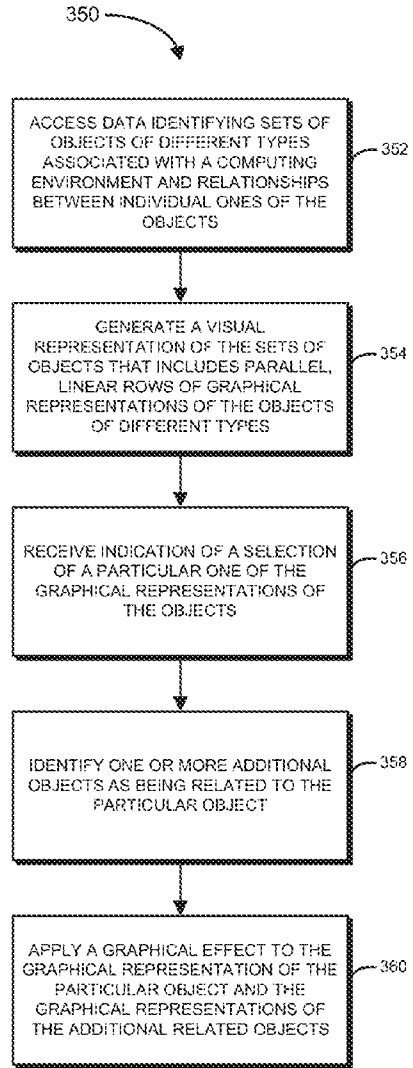 350
ACCESS DATA IDENTIFYING SETS OF
OBJECTS OF DIFFERENT TYPES
ASSOCIATED WITH A COMPUTING
ENVIRONMENT AND RELATIONSHIPS
BETWEEN INDIVIDUAL ONES OF THE
OBJECTS
352
GENERATE A VISUAL
REPRESENTATION OF THE SETS OF
OBJECTS THAT INCLUDES PARALLEL,
LINEAR ROWS OF GRAPHICAL
REPRESENTATIONS OF THE OBJECTS
OF DIFFERENT TYPES
354
RECEIVE INDICATION OF A SELECTION
OF A PARTICULAR ONE OF THE
GRAPHICAL REPRESENTATIONS OF
THE OBJECTS
356
IDENTIFY ONE OR MORE ADDITIONAL
OBJECTS AS BEING RELATED TO THE
PARTICULAR OBJECT
358
APPLY A GRAPHICAL EFFECT TO THE
GRAPHICAL REPRESENTATION OF THE
PARTICULAR OBJECT AND THE
GRAPHICAL REPRESENTATIONS OF
THE ADDITIONAL RELATED OBJECTS
360